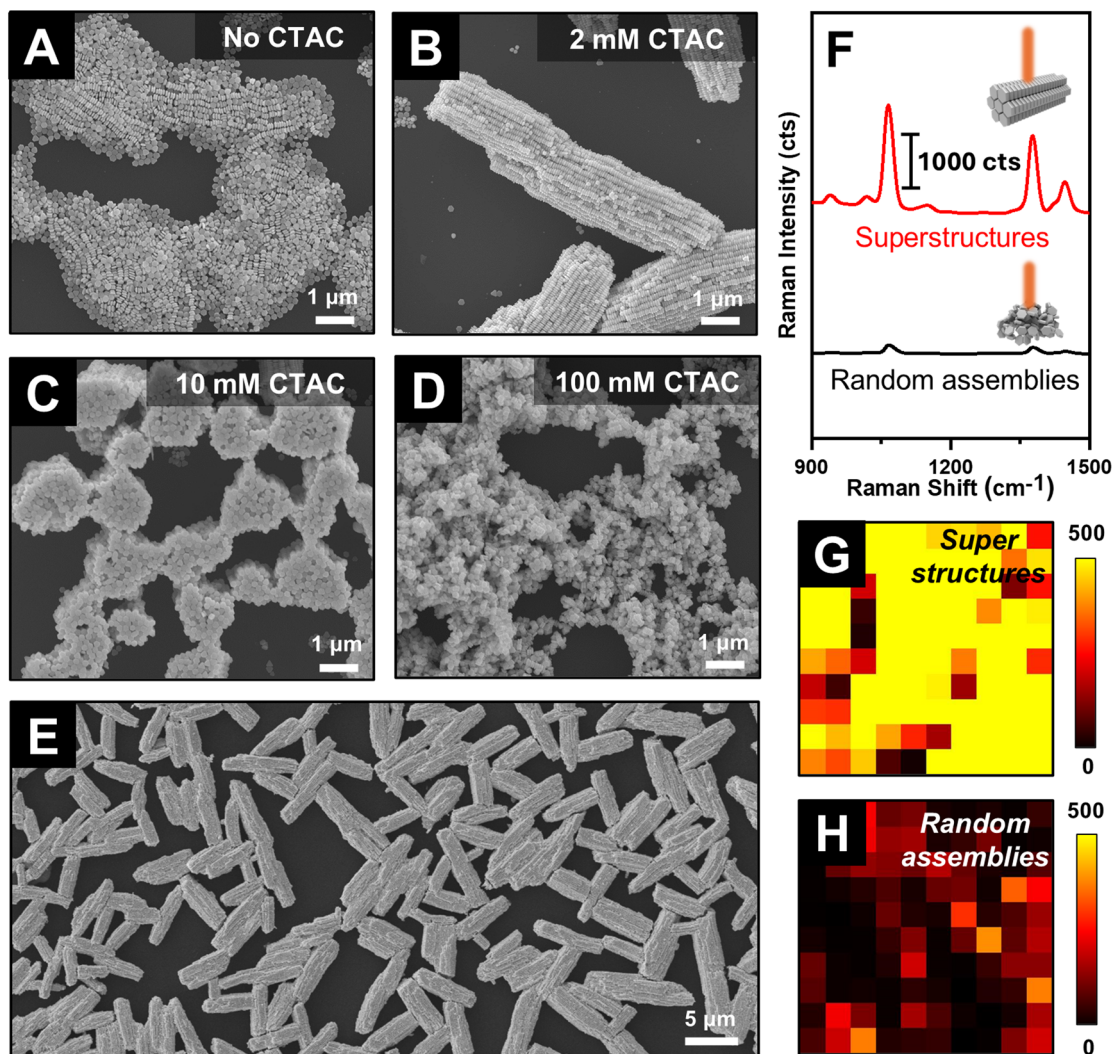 A
No CTAC
1 µm
B
2 mM CTAC
1 µm
C
10 mM CTAC
1 µm
D
100 mM CTAC
1 µm
E
5 µm
F
Raman Intensity (cts)
1000 cts
Superstructures
Random assemblies
900
1200
1500
Raman Shift (cm-1)
G
Super
structures
500
0
H
Random
assemblies
500
0